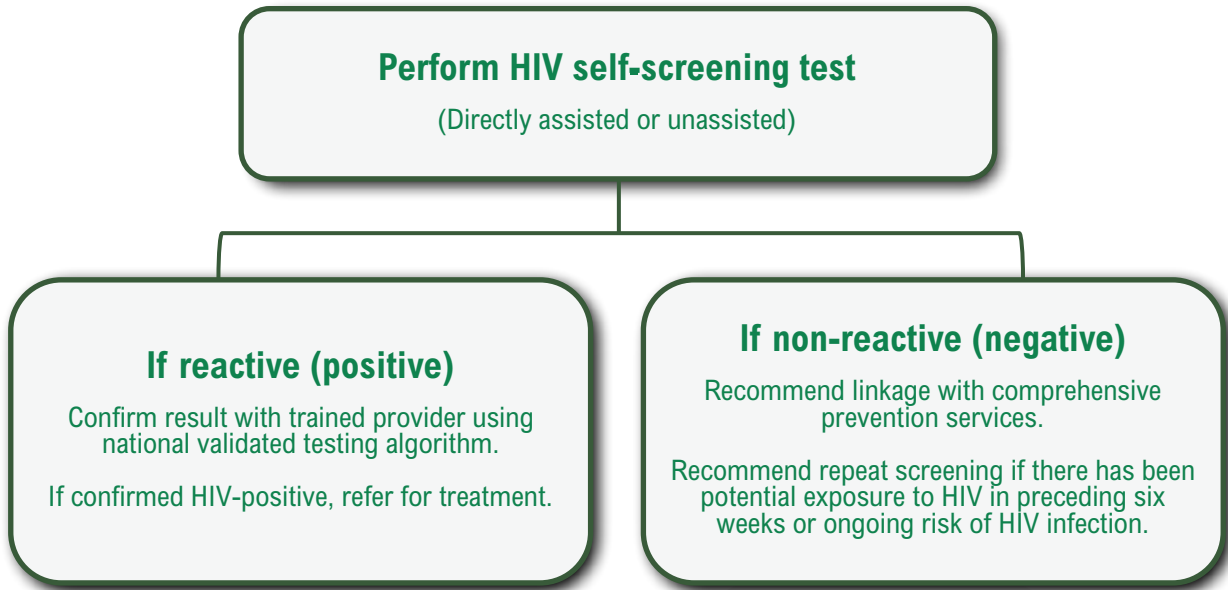 Perform HIV self-screening test
(Directly assisted or unassisted)
If reactive (positive)
Confirm result with trained provider using
national validated testing algorithm.
If confirmed HIV-positive, refer for treatment.
If non-reactive (negative)
Recommend linkage with comprehensive
prevention services.
Recommend repeat screening if there has been
potential exposure to HIV in preceding six
weeks or ongoing risk of HIV infection.